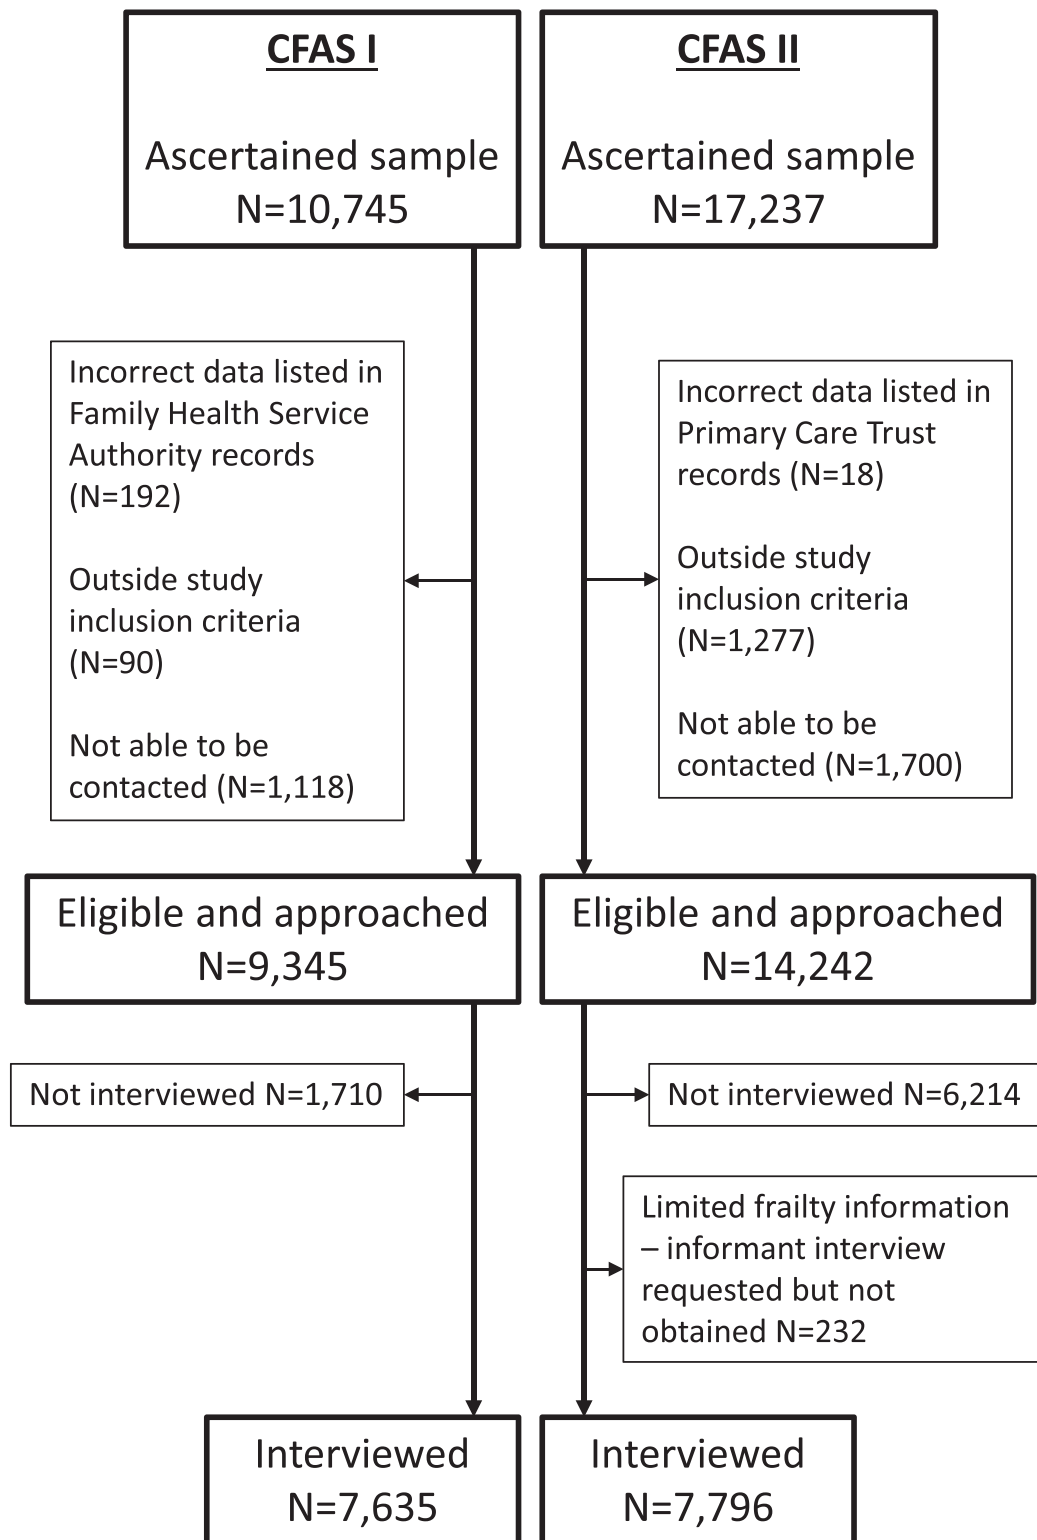 CFAS I
Ascertained sample
N=10,745
Incorrect data listed in
Family Health Service
Authority records
(N=192)
Outside study
inclusion criteria
(N=90)
Not able to be
contacted (N=1,118)
Eligible and approached
N=9,345
Not interviewed N=1,710
Interviewed
N=7,635
CFAS II
Ascertained sample
N=17,237
Incorrect data listed in
Primary Care Trust
records (N=18)
Outside study
inclusion criteria
(N=1,277)
Not able to be
contacted (N=1,700)
Eligible and approached
N=14,242
Not interviewed N=6,214
Limited frailty information
– informant interview
requested but not
obtained N=232
Interviewed
N=7,796